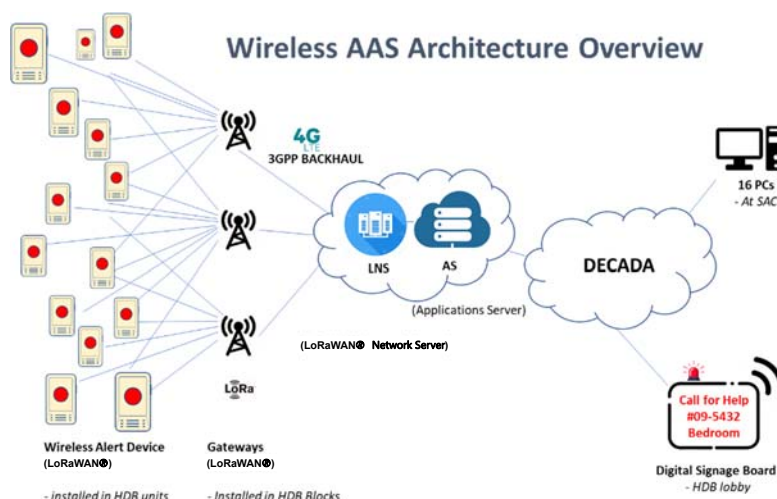 Wireless AAS Architecture Overview
4G
LTE
3GPP BACKHAUL
LNS
AS
(Applications Server)
(LoRaWAN® Network Server)
DECADA
16 PCs
- At SAC
LoRa
Call for Help
#09-5432
Bedroom
Digital Signage Board
- HDB lobby
Wireless Alert Device
(LoRaWAN®)
- installed in HDB units
Gateways
(LoRaWAN®)
- Installed in HDB Blocks